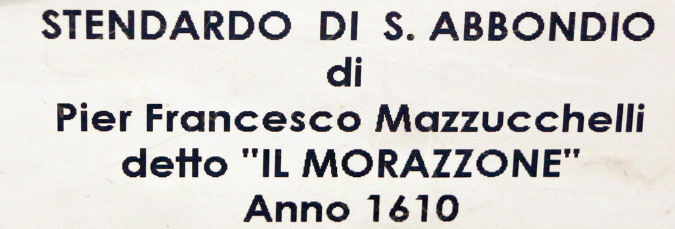 STENDARDO DI S. ABBONDIO
di
Pier Francesco Mazzucchelli
detto "IL MORAZZONE"
Anno 1610